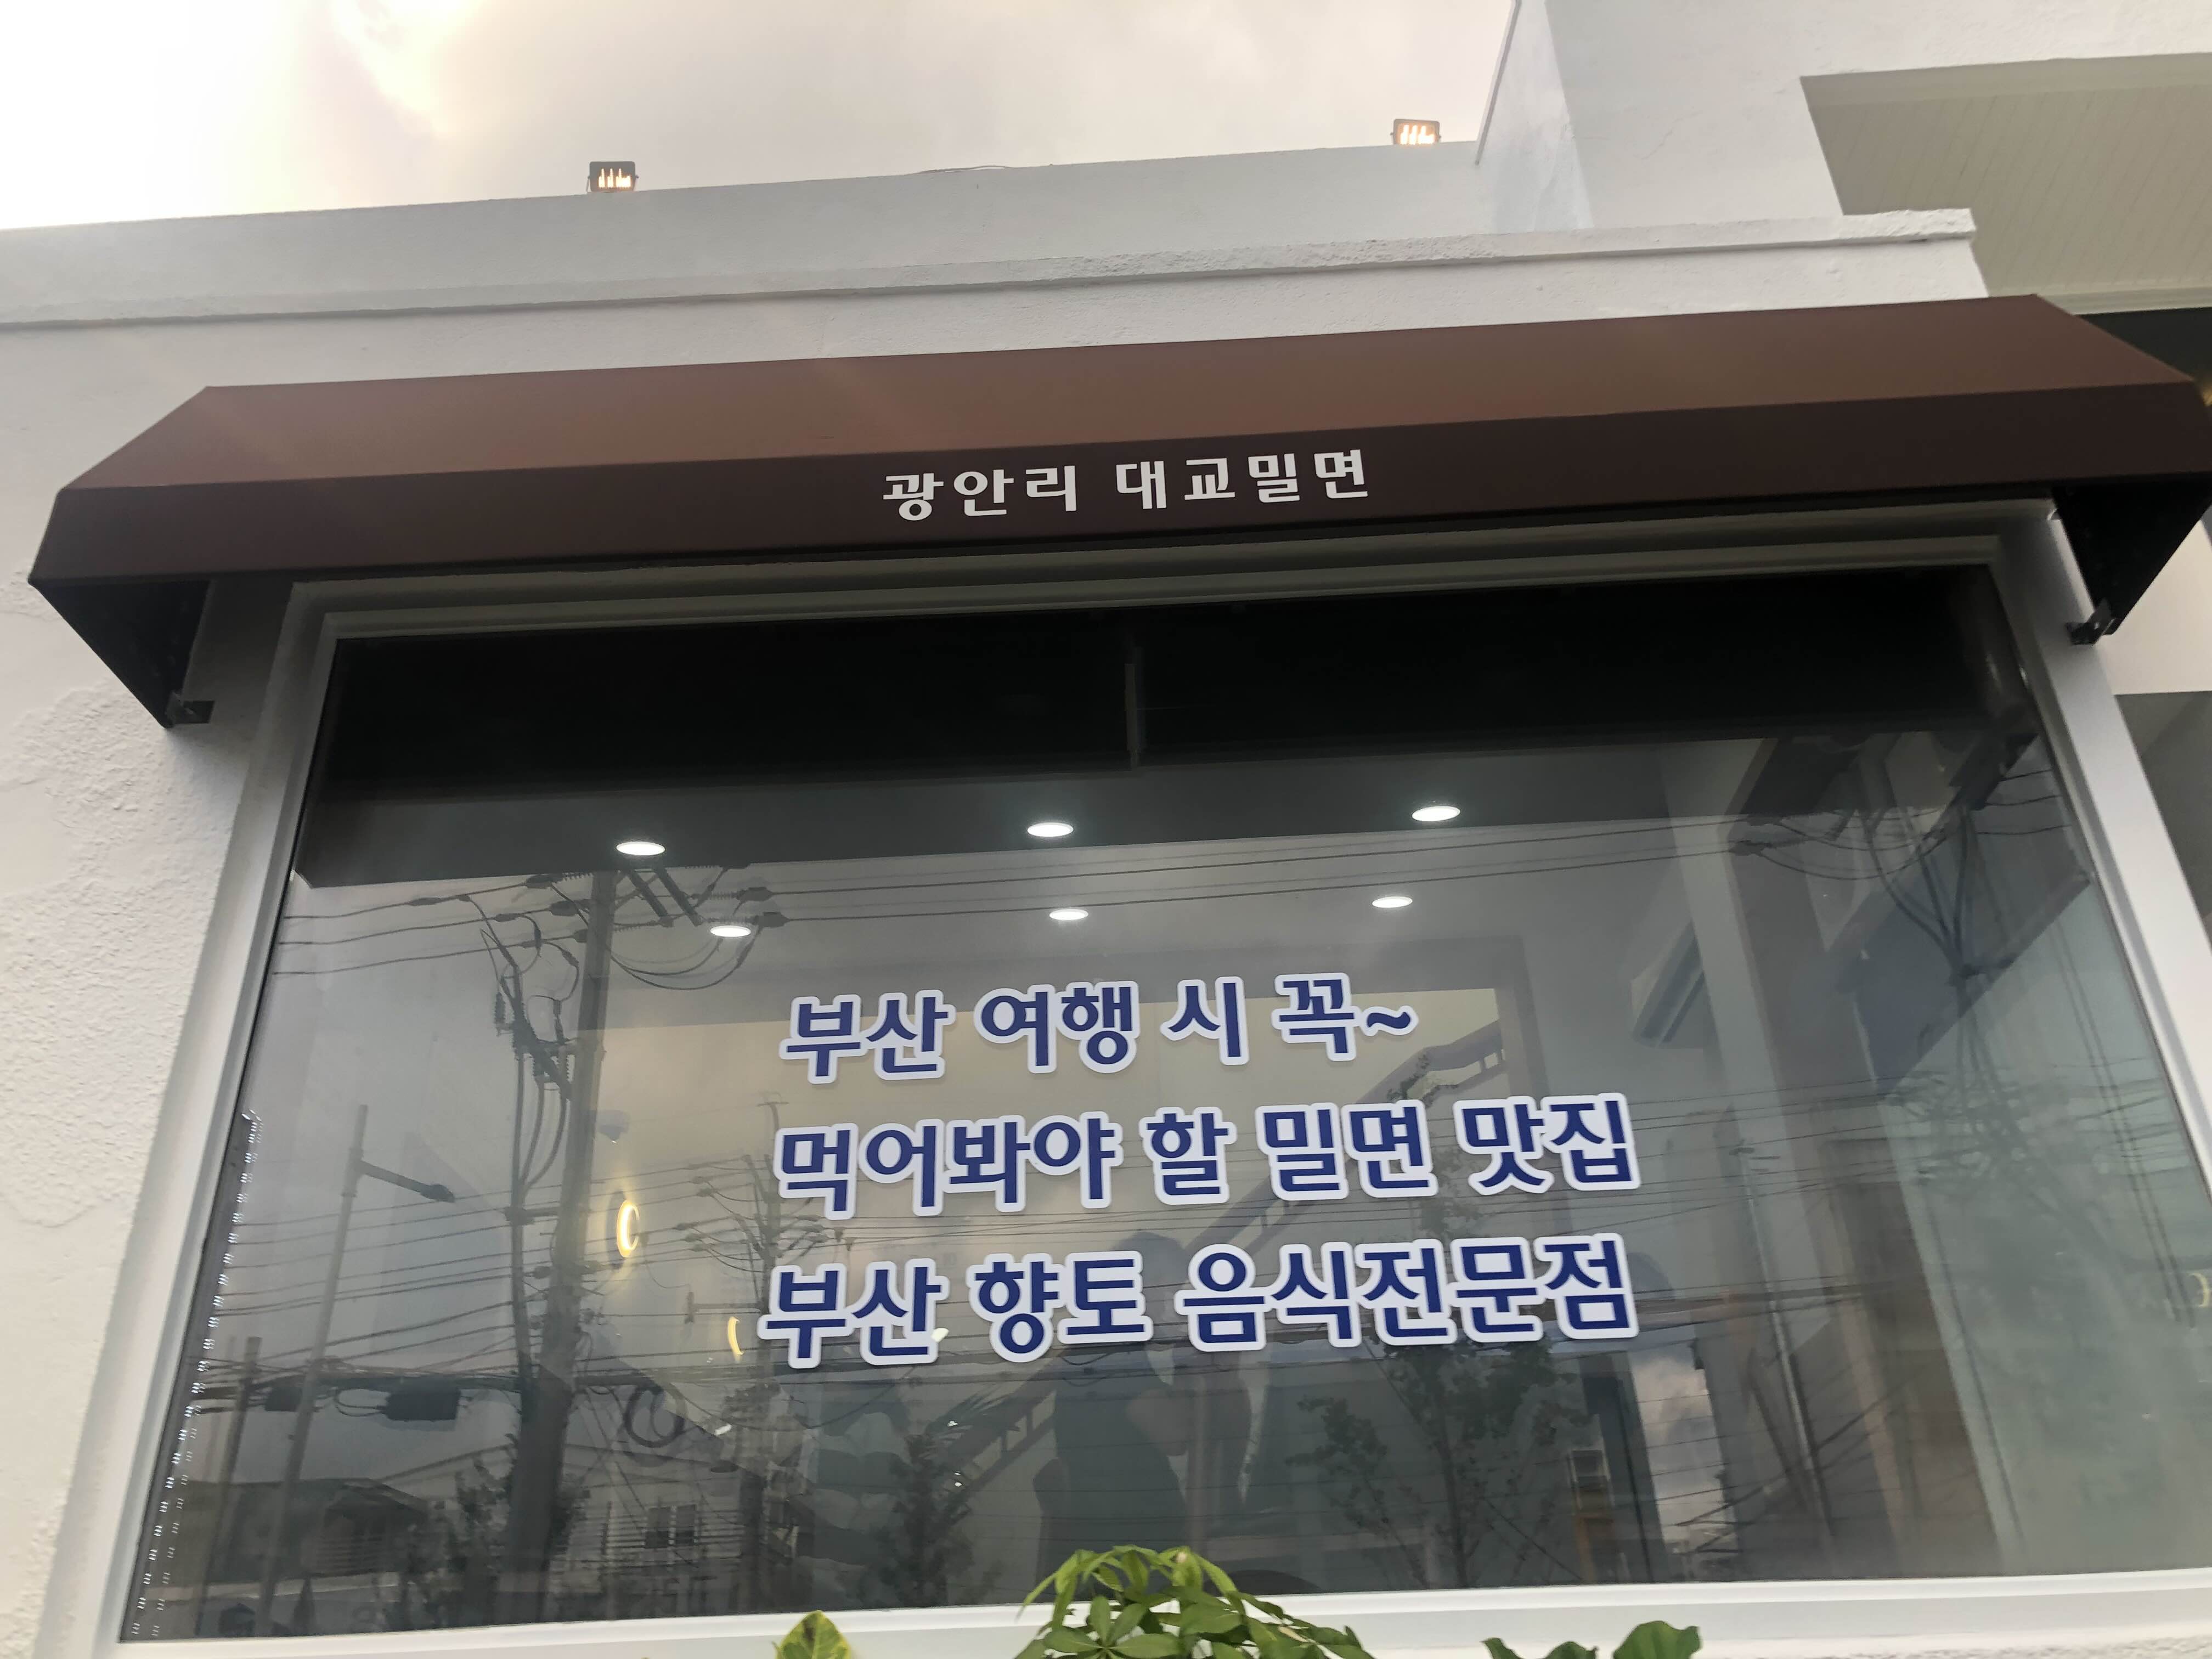 광안리 대교밀면
부산 여행 시 꼭~
먹어봐야 할 밀면 맛집
부산 향토 음식전문점